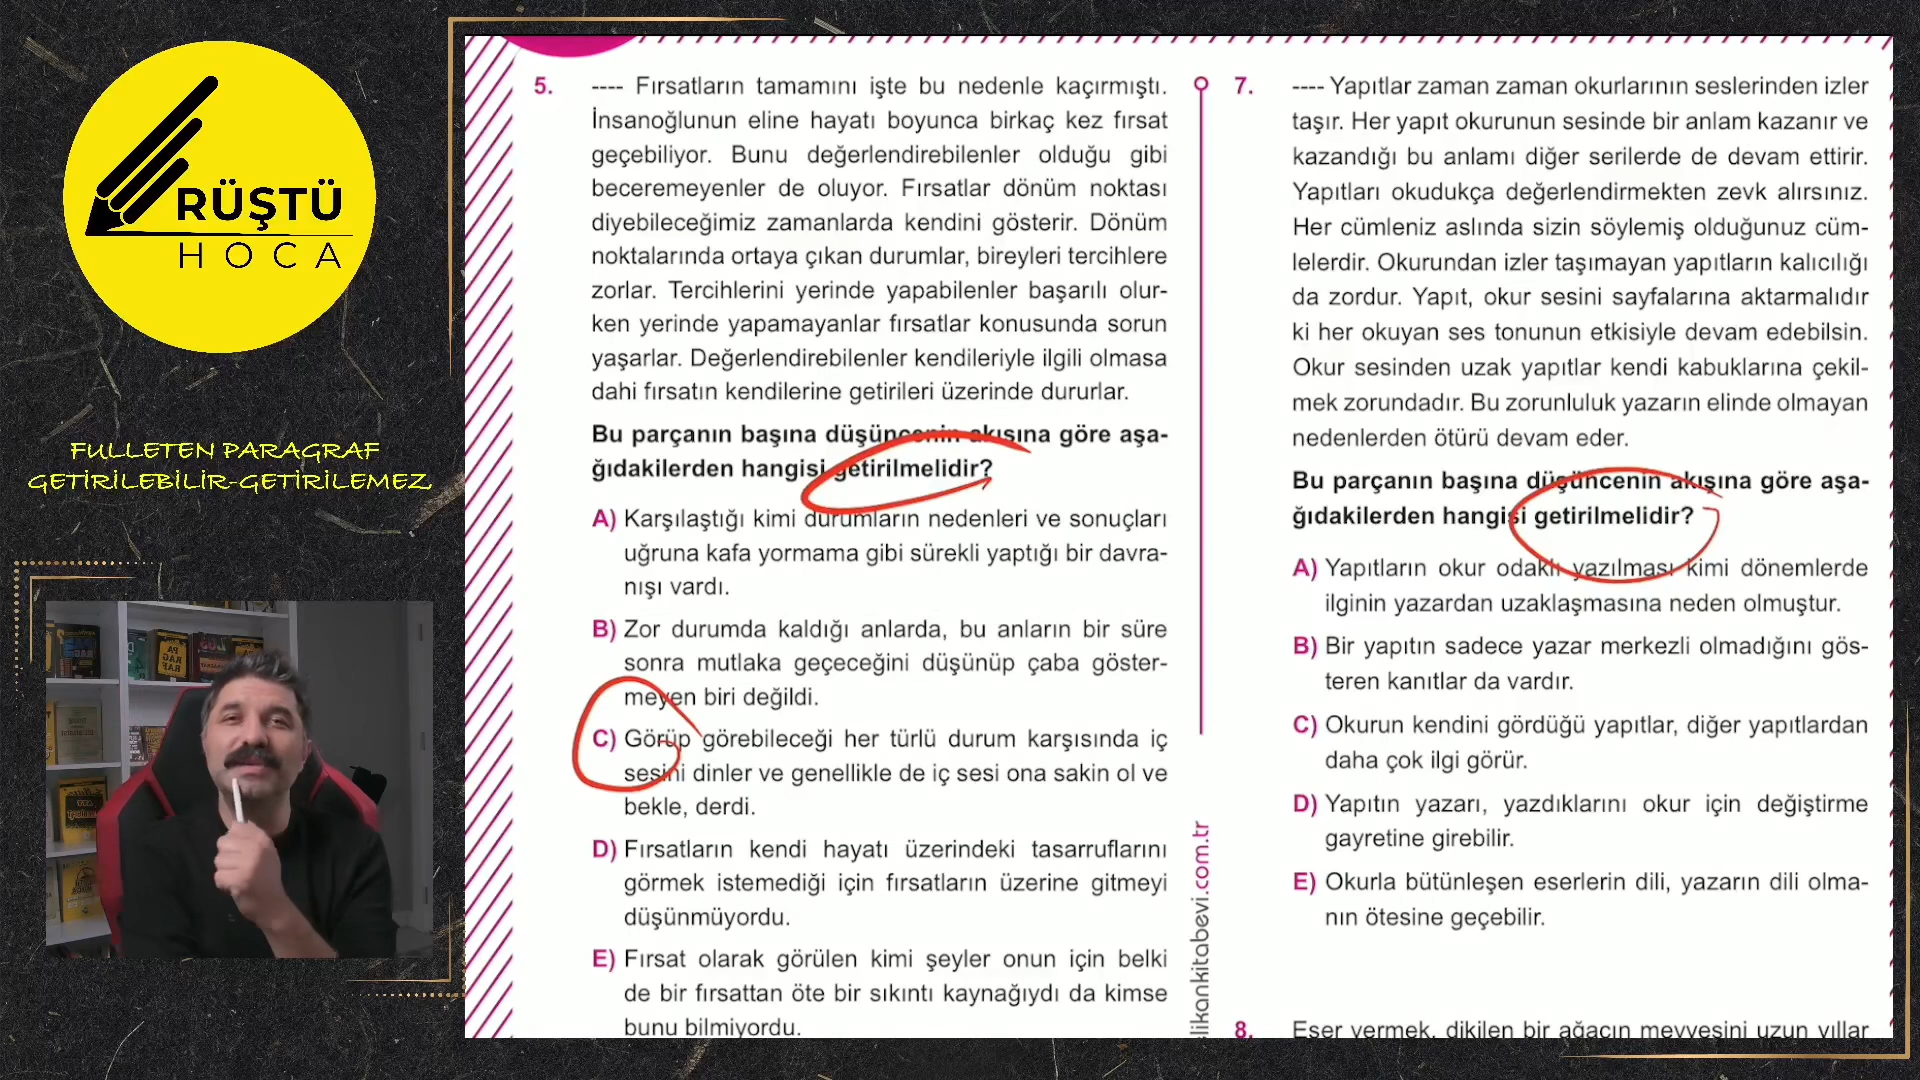 RÜŞTÜ
HOCA
FULLETEN PARAGRAF
GETİRİLEBİLİR-GETİRİLEMEZ
5. ---- Fırsatların tamamını işte bu nedenle kaçırmıştı.
İnsanoğlunun eline hayatı boyunca birkaç kez fırsat
geçebiliyor. Bunu değerlendirebilenler olduğu gibi
beceremeyenler de oluyor. Fırsatlar dönüm noktası
diyebileceğimiz zamanlarda kendini gösterir. Dönüm
noktalarında ortaya çıkan durumlar, bireyleri tercihlere
zorlar. Tercihlerini yerinde yapabilenler başarılı olur-
ken yerinde yapamayanlar fırsatlar konusunda sorun
yaşarlar. Değerlendirebilenler kendileriyle ilgili olmasa
dahi fırsatın kendilerine getirileri üzerinde dururlar.
Bu parçanın başına düşüncenin akışına göre aşa-
ğıdakilerden hangisi getirilmelidir?
A) Karşılaştığı kimi durumların nedenleri ve sonuçları
uğruna kafa yormama gibi sürekli yaptığı bir davra-
nışı vardı.
B) Zor durumda kaldığı anlarda, bu anların bir süre
sonra mutlaka geçeceğini düşünüp çaba göster-
meyen biri değildi.
C) Görüp görebileceği her türlü durum karşısında iç
sesini dinler ve genellikle de iç sesi ona sakin ol ve
bekle, derdi.
D) Fırsatların kendi hayatı üzerindeki tasarruflarını
görmek istemediği için fırsatların üzerine gitmeyi
düşünmüyordu.
E) Fırsat olarak görülen kimi şeyler onun için belki
de bir fırsattan öte bir sıkıntı kaynağıydı da kimse
bunu bilmiyordu.
likankitabevi.com.tr
7. ---- Yapıtlar zaman zaman okurlarının seslerinden izler
taşır. Her yapıt okurunun sesinde bir anlam kazanır ve
kazandığı bu anlamı diğer serilerde de devam ettirir.
Yapıtları okudukça değerlendirmekten zevk alırsınız.
Her cümleniz aslında sizin söylemiş olduğunuz cüm-
lelerdir. Okurundan izler taşımayan yapıtların kalıcılığı
da zordur. Yapıt, okur sesini sayfalarına aktarmalıdır
ki her okuyan ses tonunun etkisiyle devam edebilsin.
Okur sesinden uzak yapıtlar kendi kabuklarına çekil-
mek zorundadır. Bu zorunluluk yazarın elinde olmayan
nedenlerden ötürü devam eder.
Bu parçanın başına düşüncenin akışına göre aşa-
ğıdakilerden hangisi getirilmelidir?
A) Yapıtların okur odaklı yazılması kimi dönemlerde
ilginin yazardan uzaklaşmasına neden olmuştur.
B) Bir yapıtın sadece yazar merkezli olmadığını gös-
teren kanıtlar da vardır.
C) Okurun kendini gördüğü yapıtlar, diğer yapıtlardan
daha çok ilgi görür.
D) Yapıtın yazarı, yazdıklarını okur için değiştirme
gayretine girebilir.
E) Okurla bütünleşen eserlerin dili, yazarın dili olma-
nın ötesine geçebilir.
8. Eser vermek, dikilen bir ağacın meyvesini uzun yıllar